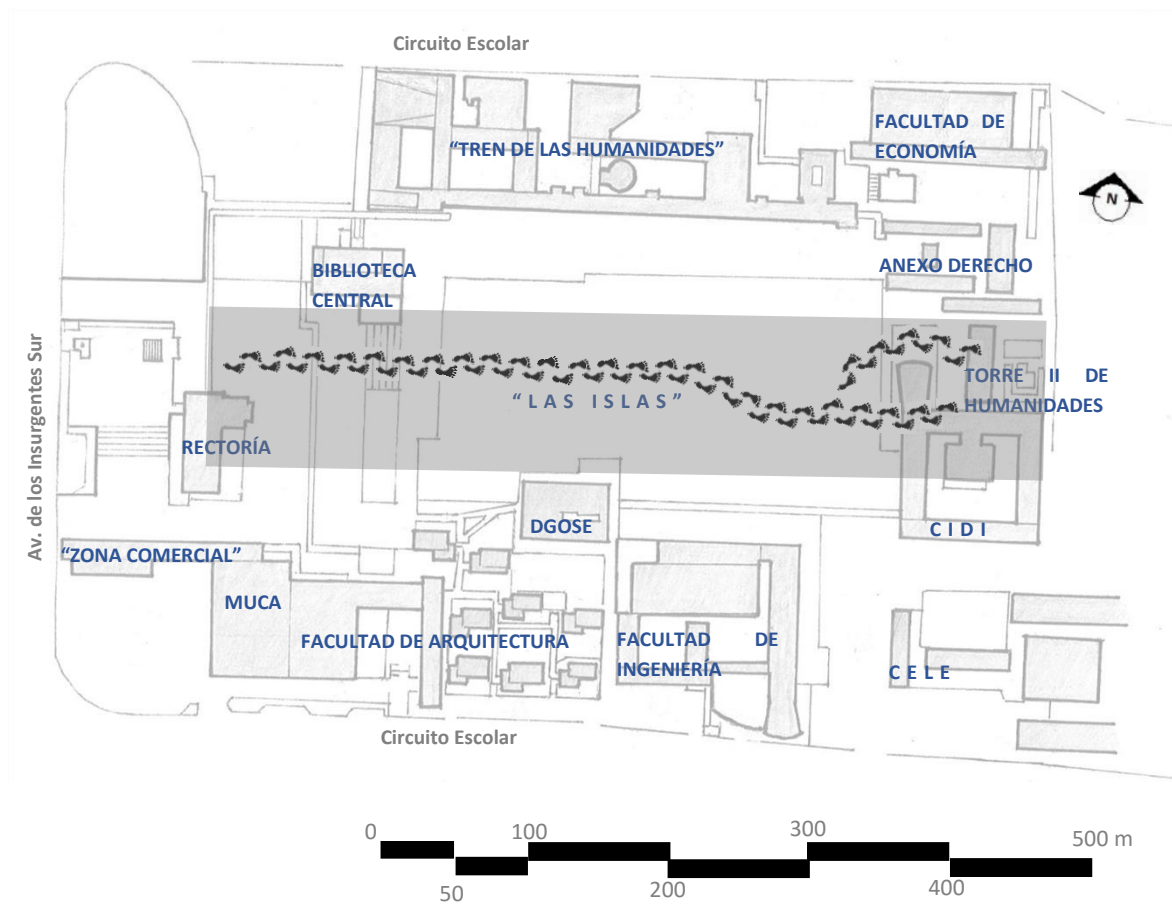 Circuito Escolar
FACULTAD DE
ECONOMÍA
“TREN DE LAS HUMANIDADES”
N
BIBLIOTECA
CENTRAL
ANEXO DERECHO
Av. de los Insurgentes Sur
TORRE II DE
HUMANIDADES
“LAS ISLAS”
RECTORÍA
DGOSE
CIDI
“ZONA COMERCIAL”
MUCA
FACULTAD DE ARQUITECTURA
FACULTAD DE
INGENIERÍA
CELE
Circuito Escolar
0 100 300 500 m
50 200 400